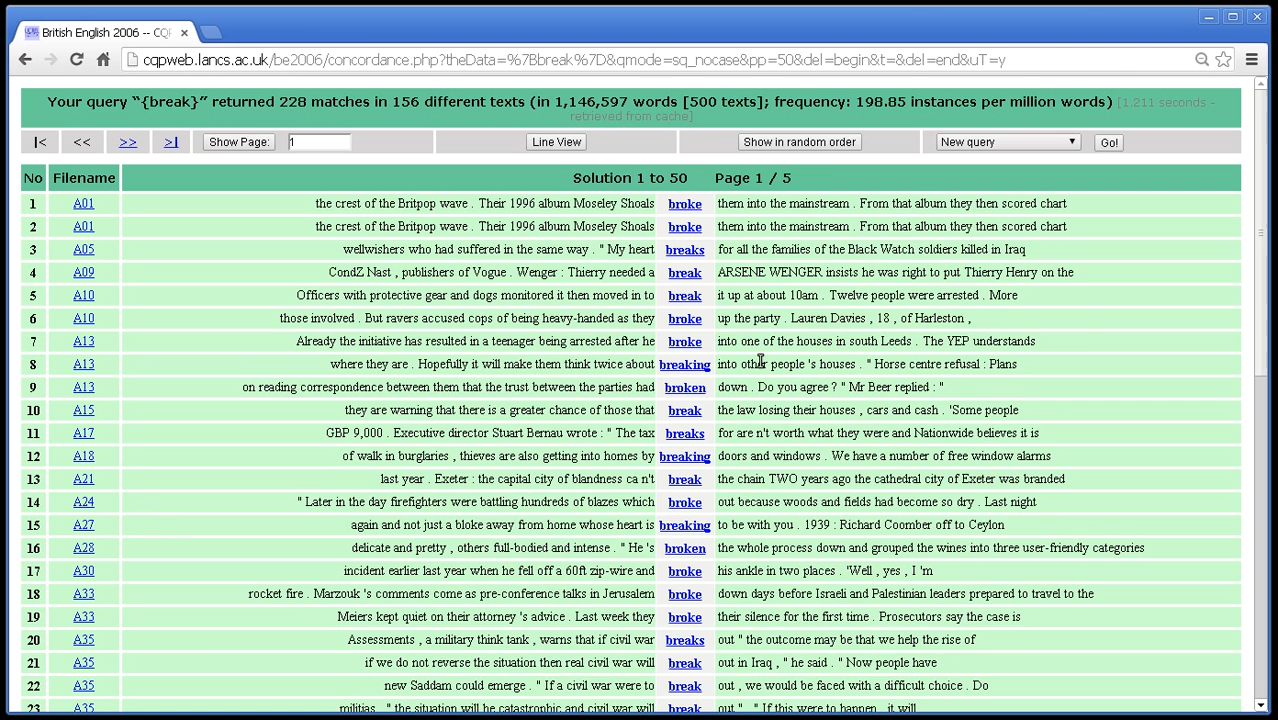 British English 2006 -- CQ
cqpweb.lancs.ac.uk/be2006/concordance.php?theData=%7Bbreak%7D&qmode=sq_nocase&pp=50&del=begin&t=&del=end&uT=y
Your query “{break}” returned 228 matches in 156 different texts (in 1,146,597 words [500 texts]; frequency: 198.85 instances per million words) [1.211 seconds -
retrieved from cache]
|< << >> >| Show Page: 1 Line View Show in random order New query Go!
No Filename Solution 1 to 50 Page 1 / 5
1 A01 the crest of the Britpop wave . Their 1996 album Moseley Shoals broke them into the mainstream . From that album they then scored chart
2 A01 the crest of the Britpop wave . Their 1996 album Moseley Shoals broke them into the mainstream . From that album they then scored chart
3 A05 wellwishers who had suffered in the same way . " My heart breaks for all the families of the Black Watch soldiers killed in Iraq
4 A09 CondZ Nast , publishers of Vogue . Wenger : Thierry needed a break ARSENE WENGER insists he was right to put Thierry Henry on the
5 A10 Officers with protective gear and dogs monitored it then moved in to break it up at about 10am . Twelve people were arrested . More
6 A10 those involved . But ravers accused cops of being heavy-handed as they broke up the party . Lauren Davies , 18 , of Harleston ,
7 A13 Already the initiative has resulted in a teenager being arrested after he broke into one of the houses in south Leeds . The YEP understands
8 A13 where they are . Hopefully it will make them think twice about breaking into other people 's houses . " Horse centre refusal : Plans
9 A13 on reading correspondence between them that the trust between the parties had broken down . Do you agree ? " Mr Beer replied : "
10 A15 they are warning that there is a greater chance of those that break the law losing their houses , cars and cash . 'Some people
11 A17 GBP 9,000 . Executive director Stuart Bernau wrote : " The tax breaks for are n't worth what they were and Nationwide believes it is
12 A18 of walk in burglaries , thieves are also getting into homes by breaking doors and windows . We have a number of free window alarms
13 A21 last year . Exeter : the capital city of blandness ca n't break the chain TWO years ago the cathedral city of Exeter was branded
14 A24 " Later in the day firefighters were battling hundreds of blazes which broke out because woods and fields had become so dry . Last night
15 A27 again and not just a bloke away from home whose heart is breaking to be with you . 1939 : Richard Coomber off to Ceylon
16 A28 delicate and pretty , others full-bodied and intense . " He 's broken the whole process down and grouped the wines into three user-friendly categories
17 A30 incident earlier last year when he fell off a 60ft zip-wire and broke his ankle in two places . 'Well , yes , I 'm
18 A33 rocket fire . Marzouk 's comments come as pre-conference talks in Jerusalem broke down days before Israeli and Palestinian leaders prepared to travel to the
19 A33 Meiers kept quiet on their attorney 's advice . Last week they broke their silence for the first time . Prosecutors say the case is
20 A35 Assessments , a military think tank , warns that if civil war breaks out " the outcome may be that we help the rise of
21 A35 if we do not reverse the situation then real civil war will break out in Iraq , " he said . " Now people have
22 A35 new Saddam could emerge . " If a civil war were to break out , we would be faced with a difficult choice . Do
23 A35 militias . " the situation will be catastrophic and civil war will break out " . " If this were to happen , it will